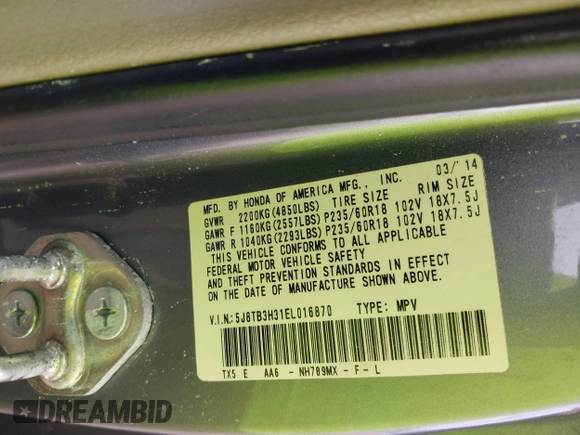 MFD. BY HONDA OF AMERICA MFG., INC. 03/'14
GVWR 2200KG(4850LBS) TIRE SIZE RIM SIZE
GAWR F 1160KG(2557LBS) P235/60R18 102V 18X7.5J
GAWR R 1040KG(2293LBS) P235/60R18 102V 18X7.5J
THIS VEHICLE CONFORMS TO ALL APPLICABLE
FEDERAL MOTOR VEHICLE SAFETY
AND THEFT PREVENTION STANDARDS IN EFFECT
ON THE DATE OF MANUFACTURE SHOWN ABOVE.
V.I.N.:5J8TB3H31EL016870 TYPE: MPV
TX5 E AA6 - NH789MX - F - L
DREAMBID